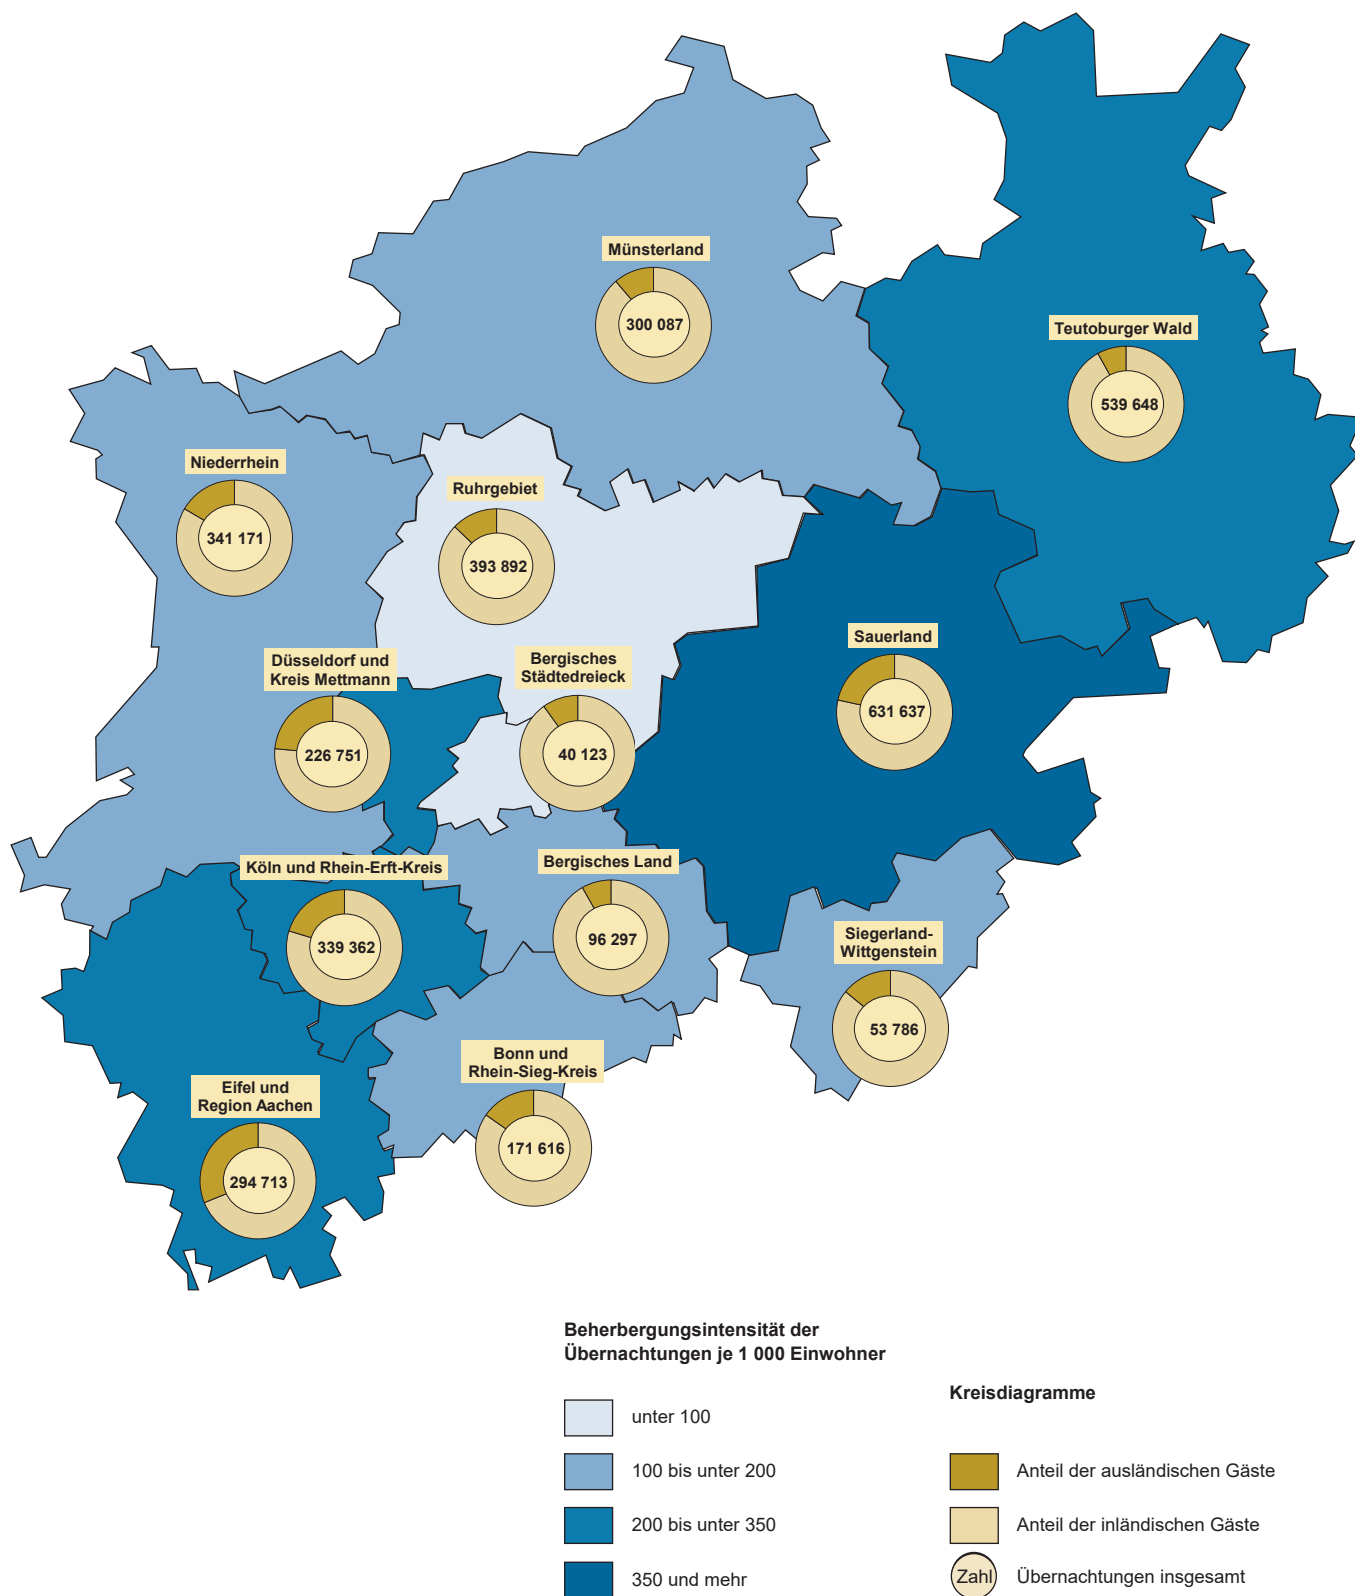 Münsterland
300 087
Teutoburger Wald
539 648
Niederrhein
341 171
Ruhrgebiet
393 892
Sauerland
631 637
Düsseldorf und
Kreis Mettmann
226 751
Bergisches
Städtedreieck
40 123
Köln und Rhein-Erft-Kreis
339 362
Bergisches Land
96 297
Siegerland-
Wittgenstein
53 786
Bonn und
Rhein-Sieg-Kreis
171 616
Eifel und
Region Aachen
294 713
Beherbergungsintensität der
Übernachtungen je 1 000 Einwohner
unter 100
100 bis unter 200
200 bis unter 350
350 und mehr
Kreisdiagramme
Anteil der ausländischen Gäste
Anteil der inländischen Gäste
Zahl Übernachtungen insgesamt